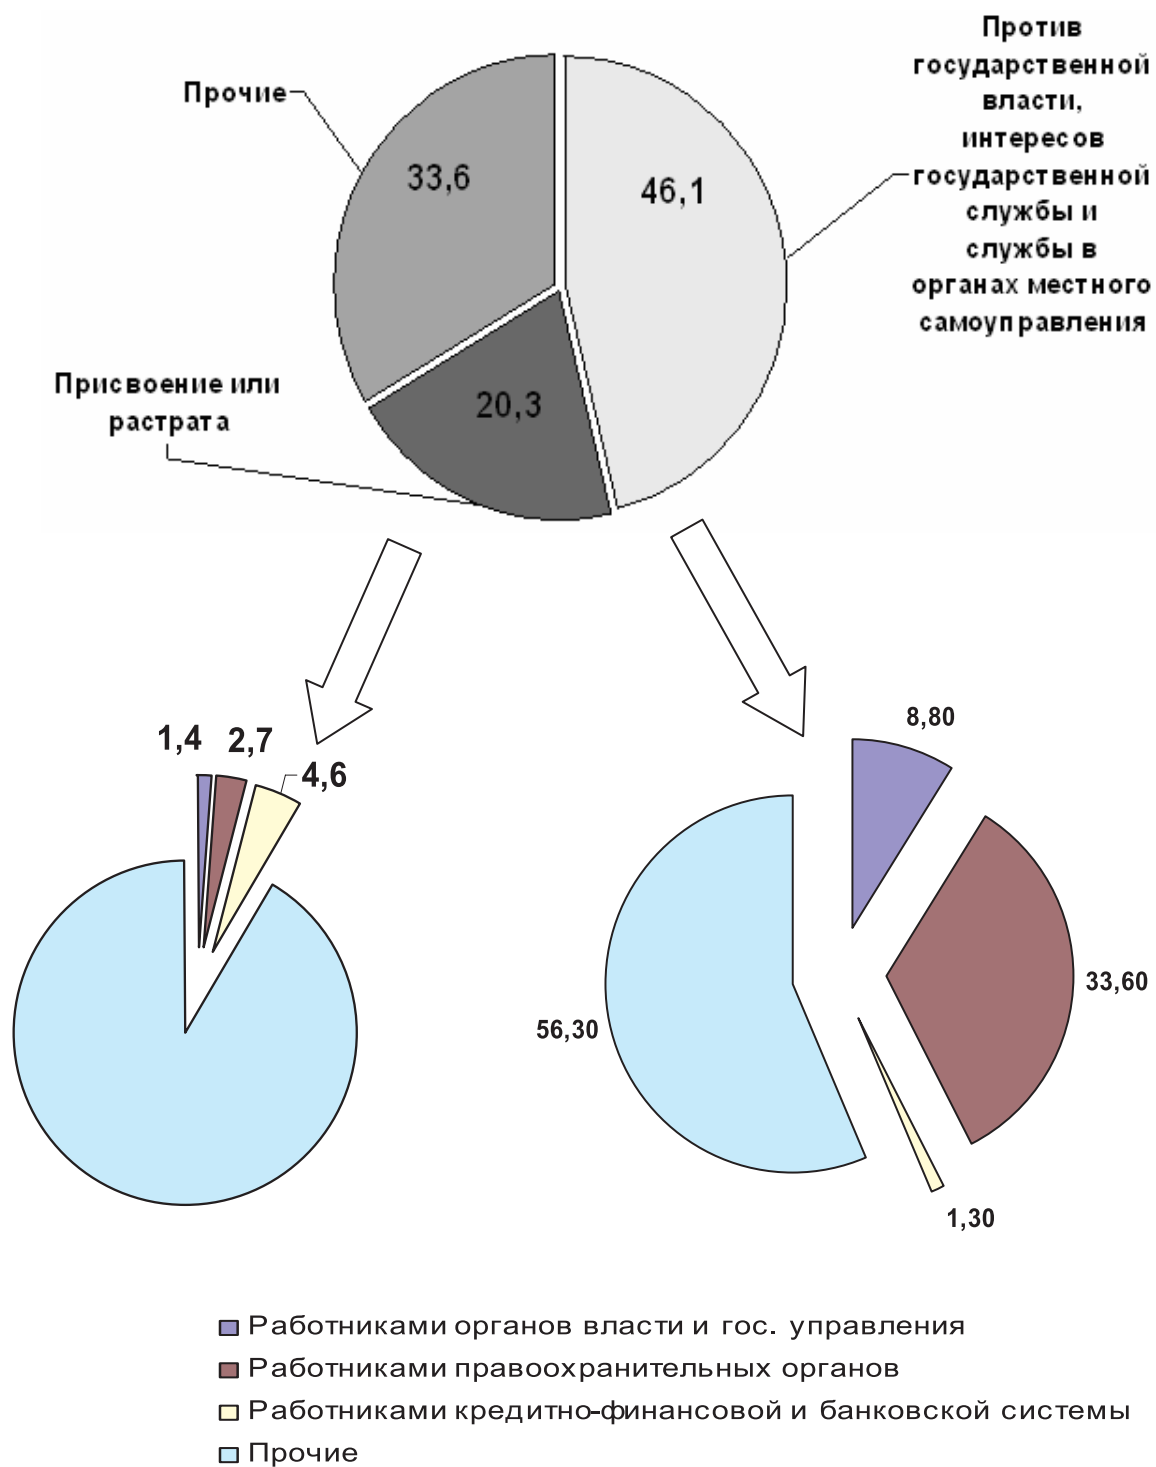 Против
государственной
власти,
интересов
государственной
службы и
службы в
органах местного
самоуправления
Прочие
33,6
46,1
Присвоение или
растрата
20,3
1,4
2,7
4,6
8,80
33,60
56,30
1,30
Работниками органов власти и гос. управления
Работниками правоохранительных органов
Работниками кредитно-финансовой и банковской системы
Прочие